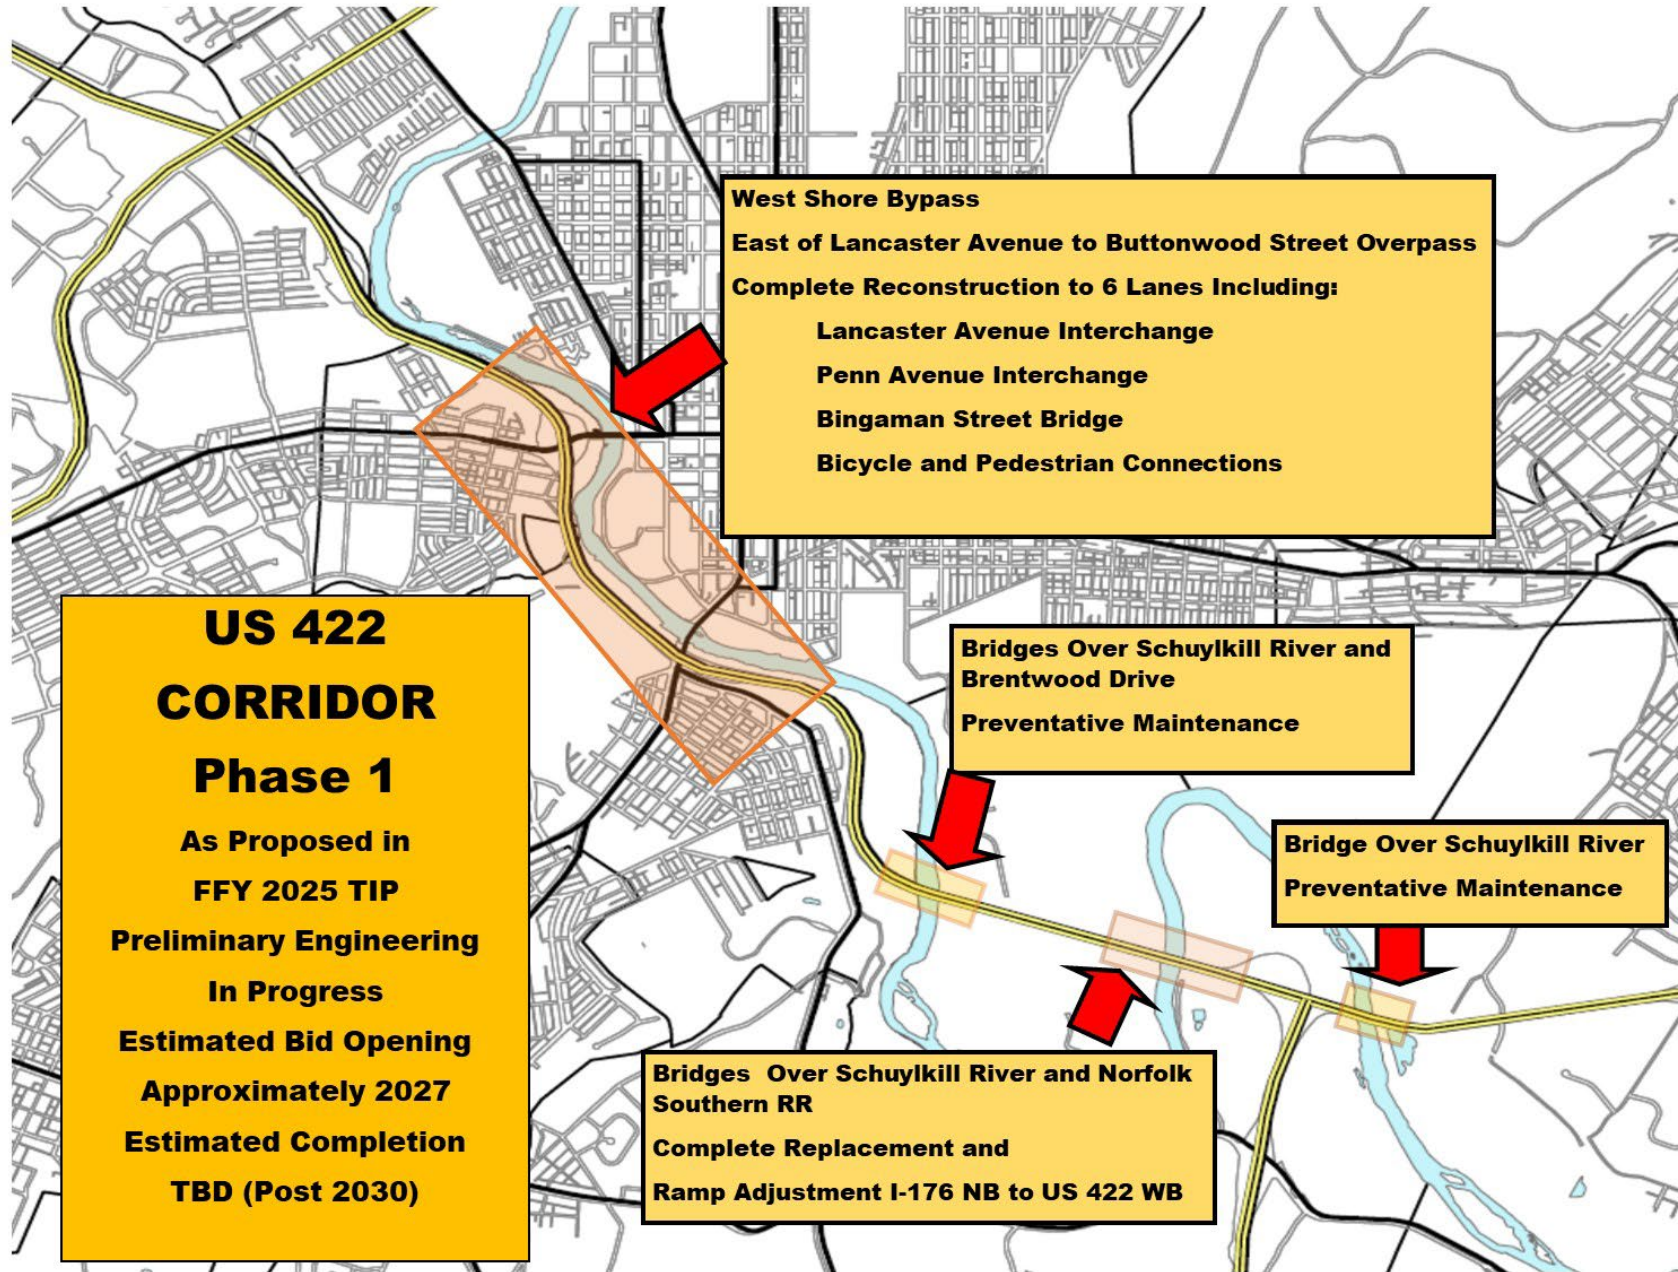 West Shore Bypass
East of Lancaster Avenue to Buttonwood Street Overpass
Complete Reconstruction to 6 Lanes Including:
Lancaster Avenue Interchange
Penn Avenue Interchange
Bingaman Street Bridge
Bicycle and Pedestrian Connections
US 422
CORRIDOR
Phase 1
As Proposed in
FFY 2025 TIP
Preliminary Engineering
In Progress
Estimated Bid Opening
Approximately 2027
Estimated Completion
TBD (Post 2030)
Bridges Over Schuylkill River and
Brentwood Drive
Preventative Maintenance
Bridge Over Schuylkill River
Preventative Maintenance
Bridges Over Schuylkill River and Norfolk
Southern RR
Complete Replacement and
Ramp Adjustment I-176 NB to US 422 WB